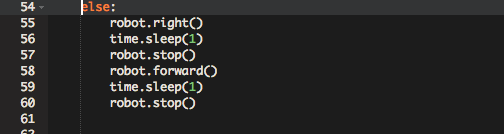 54 else:
55 robot.right()
56 time.sleep(1)
57 robot.stop()
58 robot.forward()
59 time.sleep(1)
60 robot.stop()
61